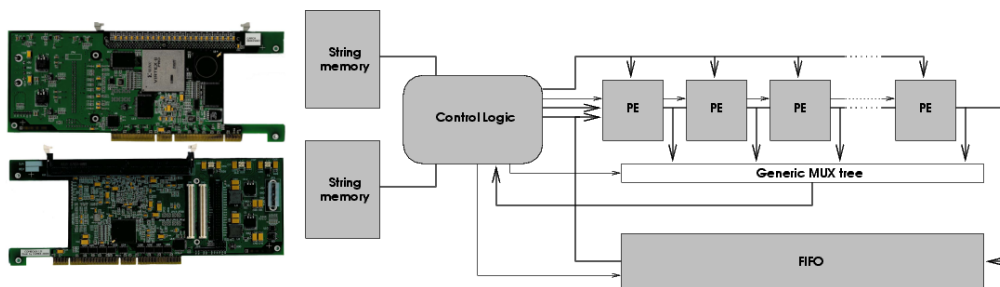 String
memory
Control Logic
String
memory
PE
PE
PE
PE
Generic MUX tree
FIFO